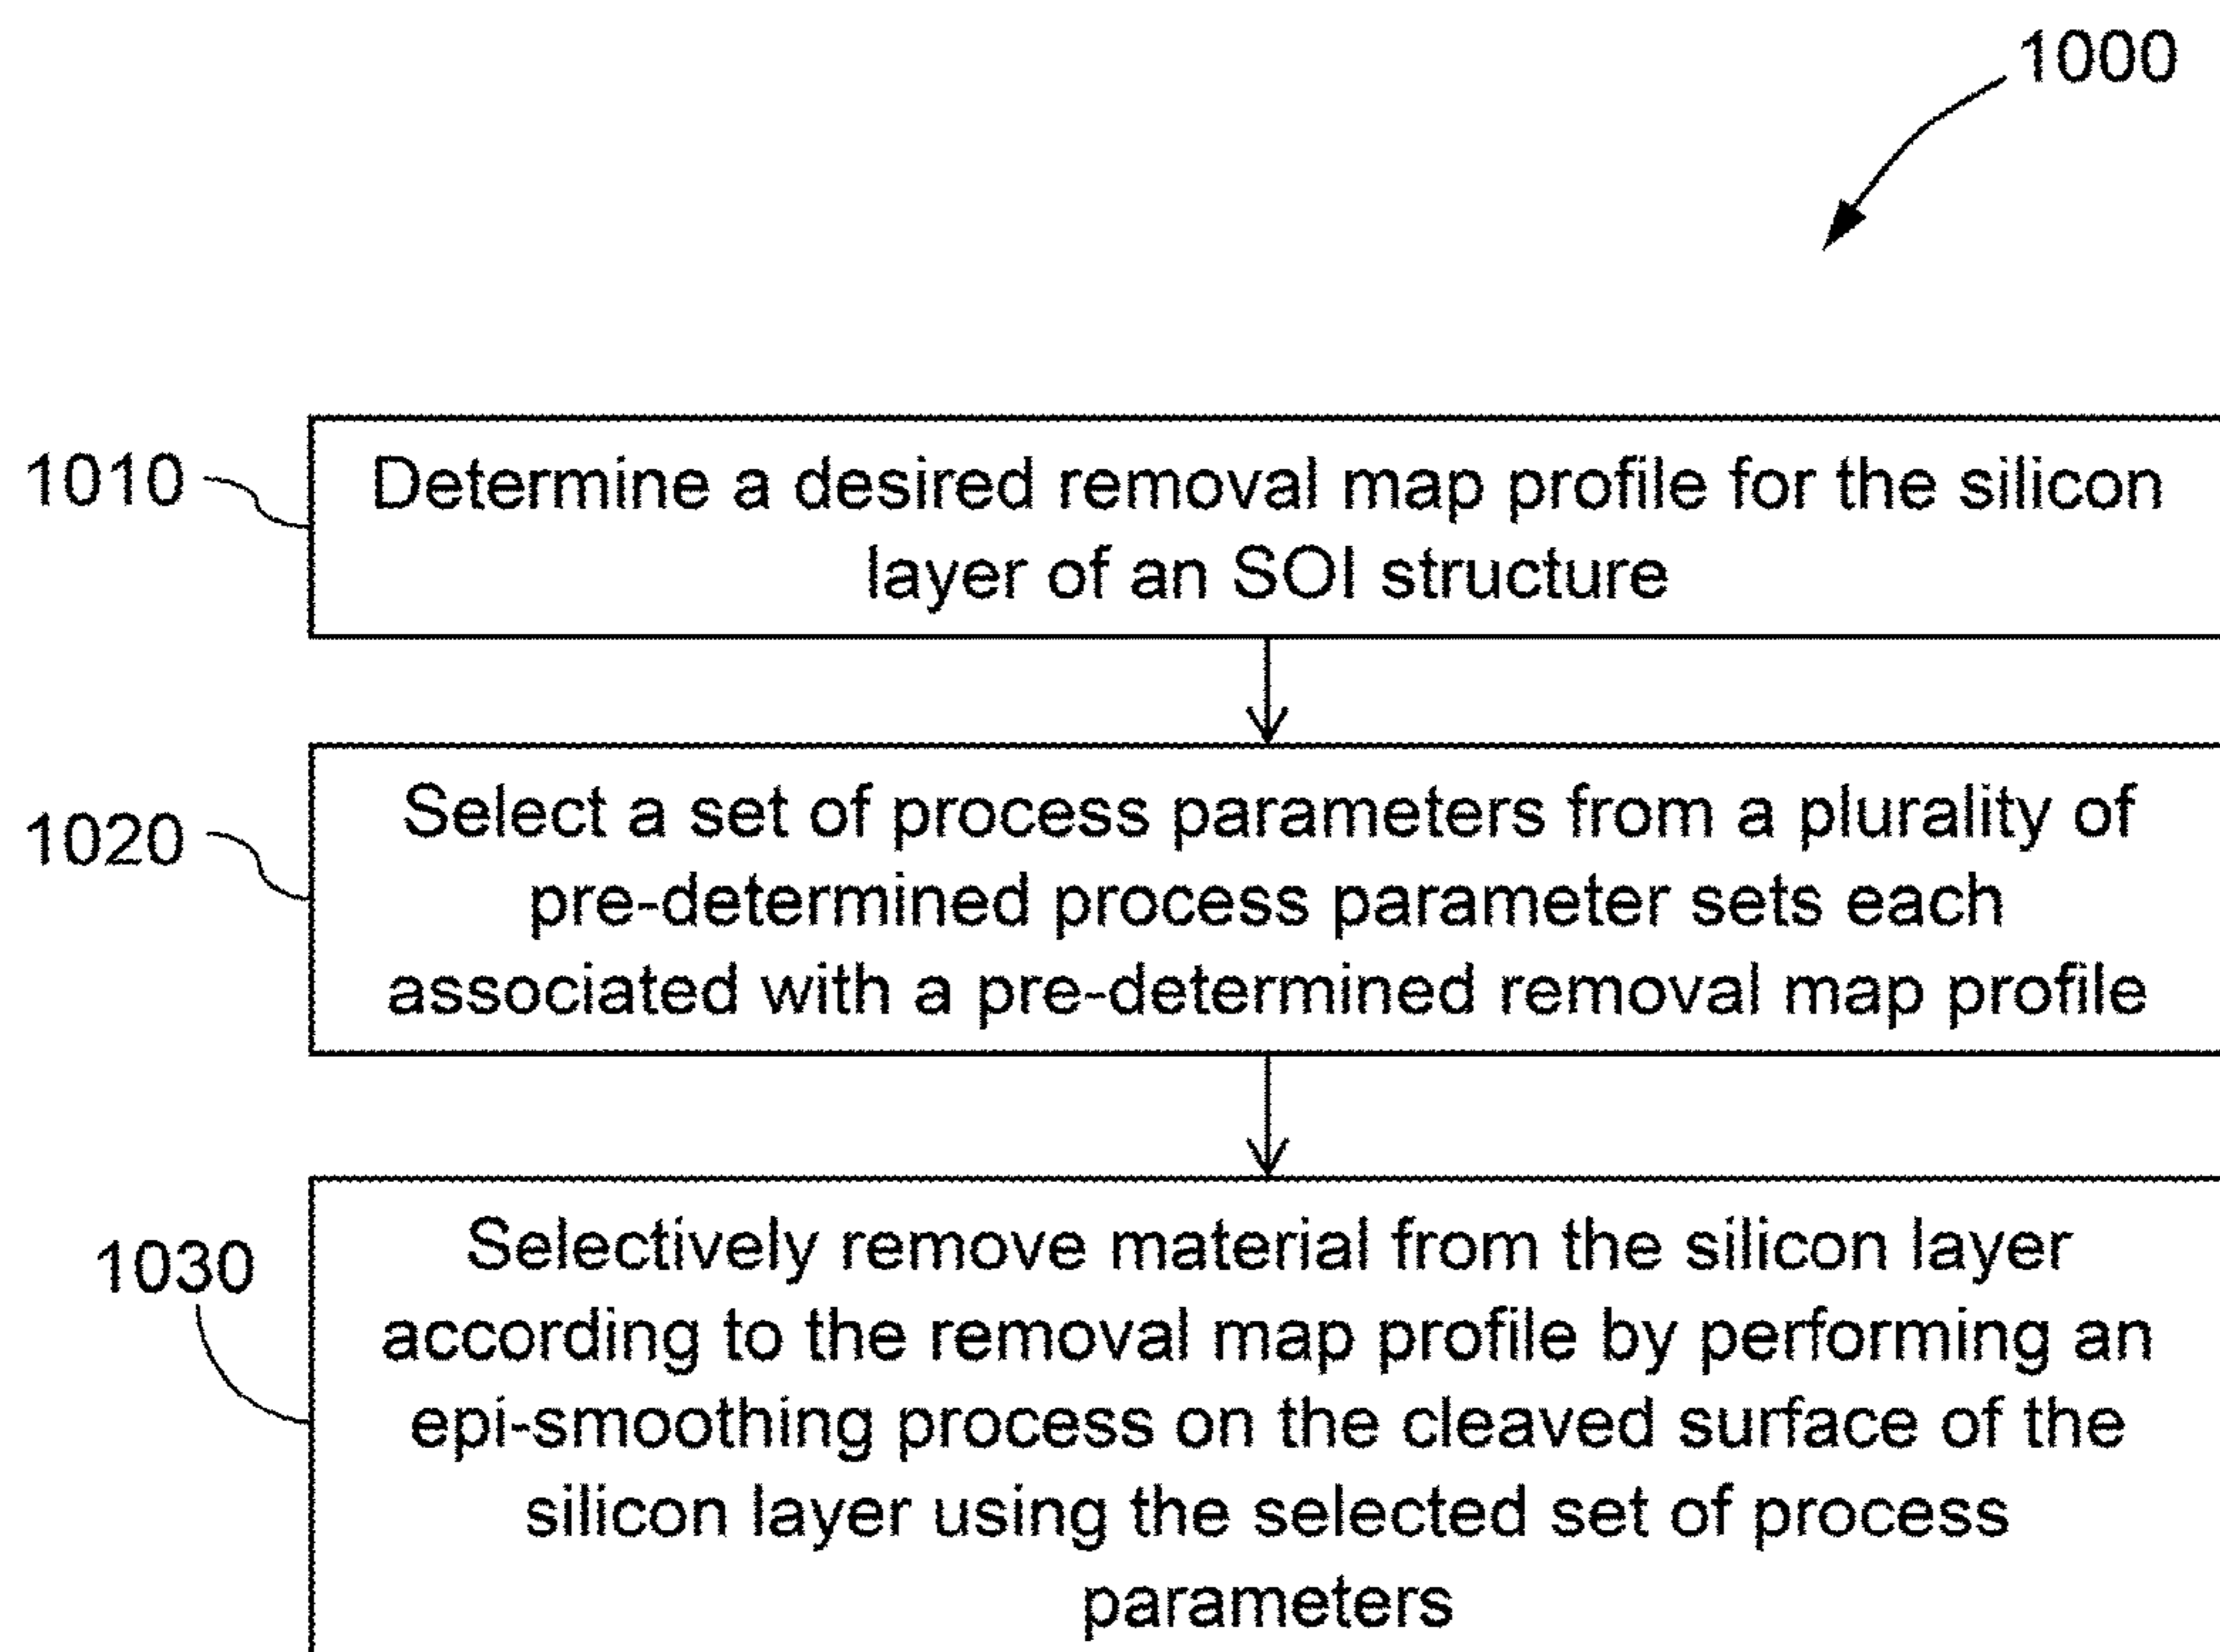 1000
1010
Determine a desired removal map profile for the silicon
layer of an SOI structure
1020
Select a set of process parameters from a plurality of
pre-determined process parameter sets each
associated with a pre-determined removal map profile
1030
Selectively remove material from the silicon layer
according to the removal map profile by performing an
epi-smoothing process on the cleaved surface of the
silicon layer using the selected set of process
parameters